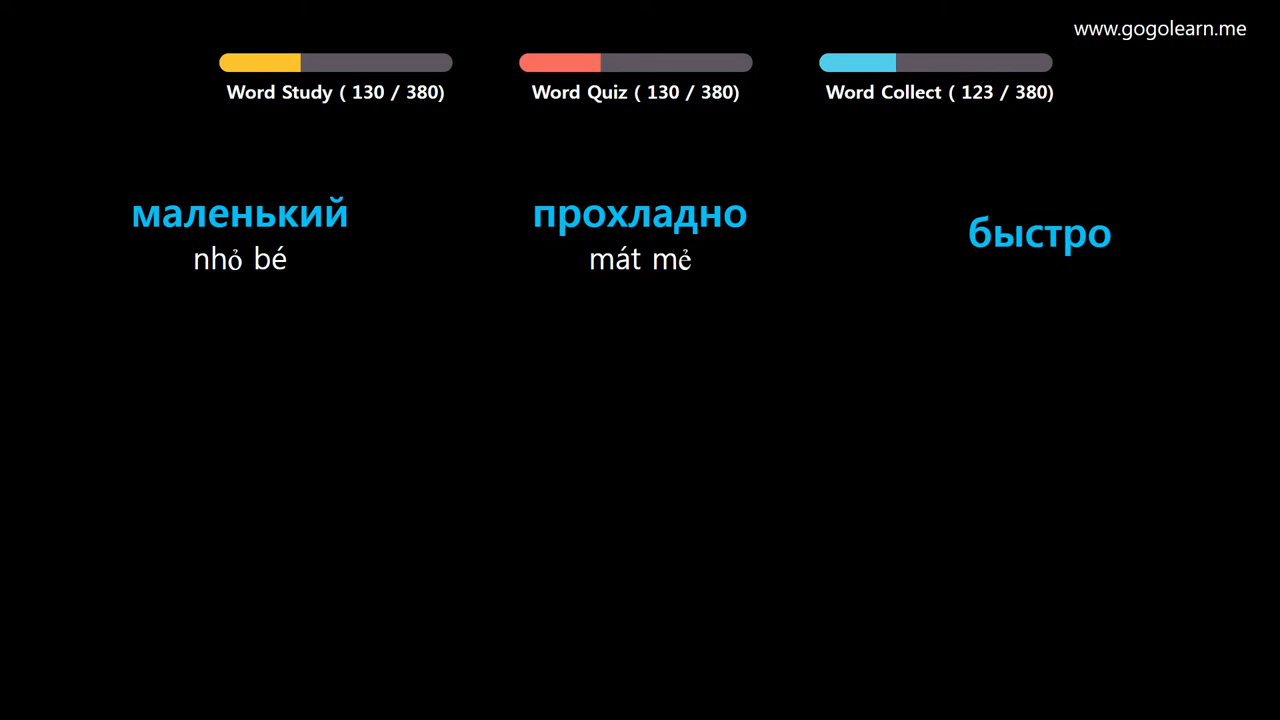 www.gogolearn.me
Word Study ( 130 / 380)
Word Quiz ( 130 / 380)
Word Collect ( 123 / 380)
маленький
nhỏ bé
прохладно
mát mẻ
быстро